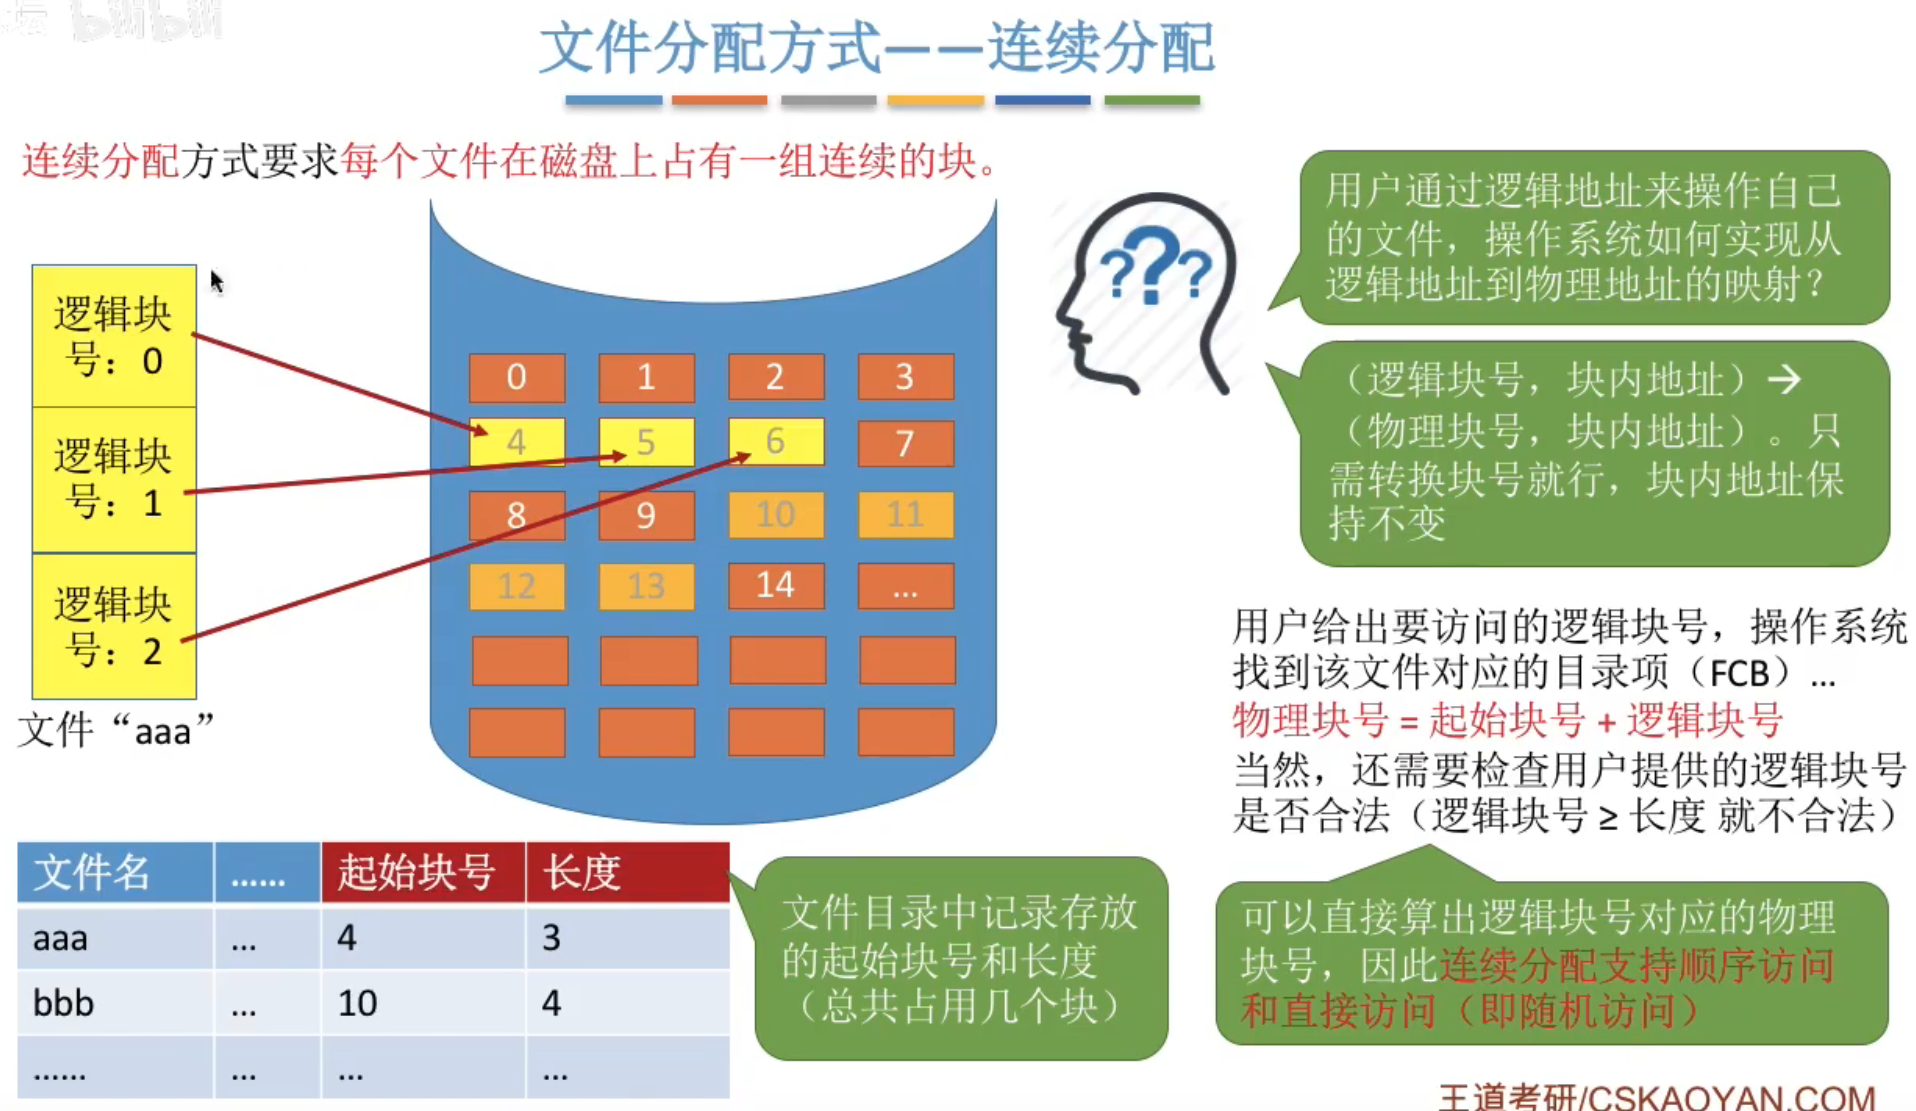 坛 bilibili
文件分配方式——连续分配
连续分配方式要求每个文件在磁盘上占有一组连续的块。
逻辑块
号：0
逻辑块
号：1
逻辑块
号：2
文件“aaa”
0 1 2 3
4 5 6 7
8 9 10 11
12 13 14 ...
???
用户通过逻辑地址来操作自己
的文件，操作系统如何实现从
逻辑地址到物理地址的映射？
（逻辑块号，块内地址）→
（物理块号，块内地址）。只
需转换块号就行，块内地址保
持不变
用户给出要访问的逻辑块号，操作系统
找到该文件对应的目录项（FCB）...
物理块号 = 起始块号 + 逻辑块号
当然，还需要检查用户提供的逻辑块号
是否合法（逻辑块号 ≥ 长度 就不合法）
可以直接算出逻辑块号对应的物理
块号，因此连续分配支持顺序访问
和直接访问（即随机访问）
文件名 …… 起始块号 长度
aaa ... 4 3
bbb ... 10 4
…… ... ... ...
文件目录中记录存放
的起始块号和长度
（总共占用几个块）
王道考研/CSKAOYAN.COM